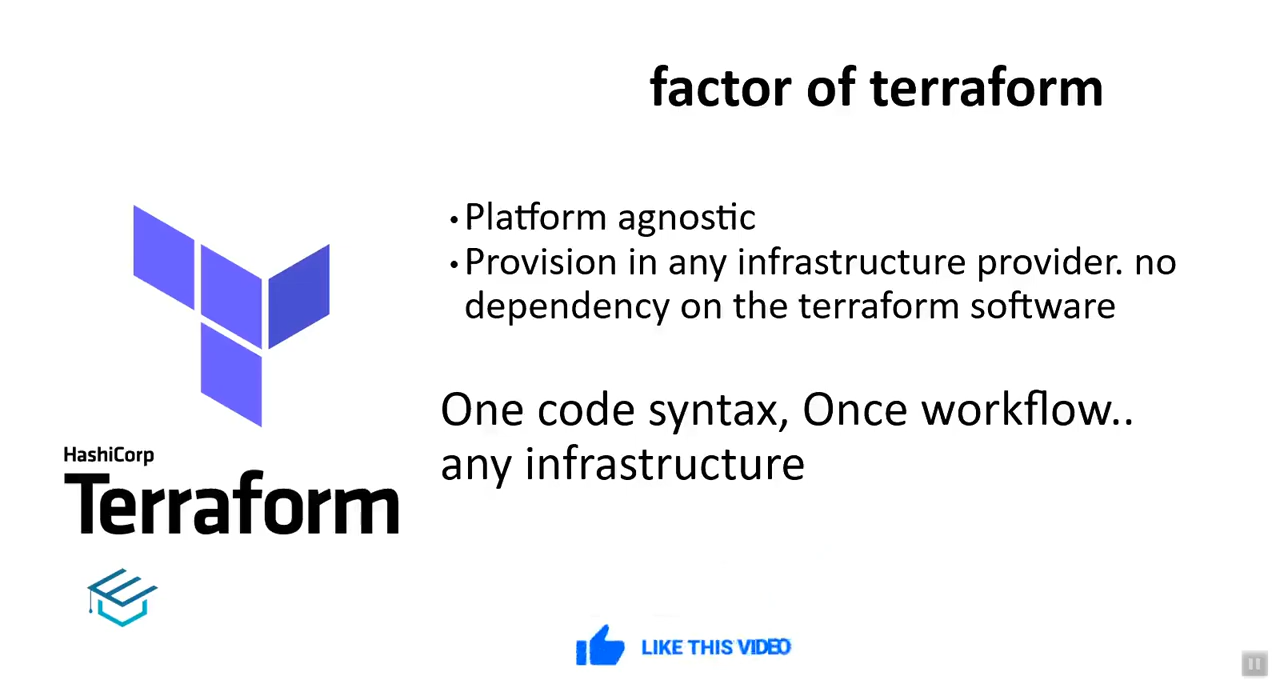 factor of terraform
• Platform agnostic
• Provision in any infrastructure provider. no
dependency on the terraform software
One code syntax, Once workflow..
any infrastructure
HashiCorp
Terraform
LIKE THIS VIDEO